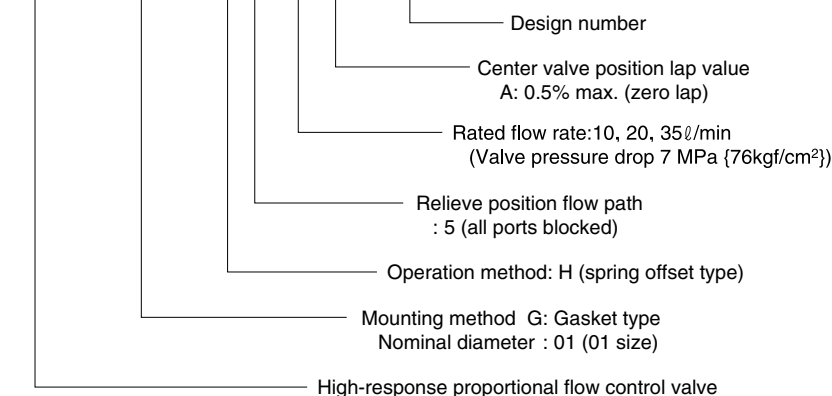 Design number
Center valve position lap value
A: 0.5% max. (zero lap)
Rated flow rate:10, 20, 35ℓ/min
(Valve pressure drop 7 MPa {76kgf/cm²})
Relieve position flow path
: 5 (all ports blocked)
Operation method: H (spring offset type)
Mounting method G: Gasket type
Nominal diameter : 01 (01 size)
High-response proportional flow control valve